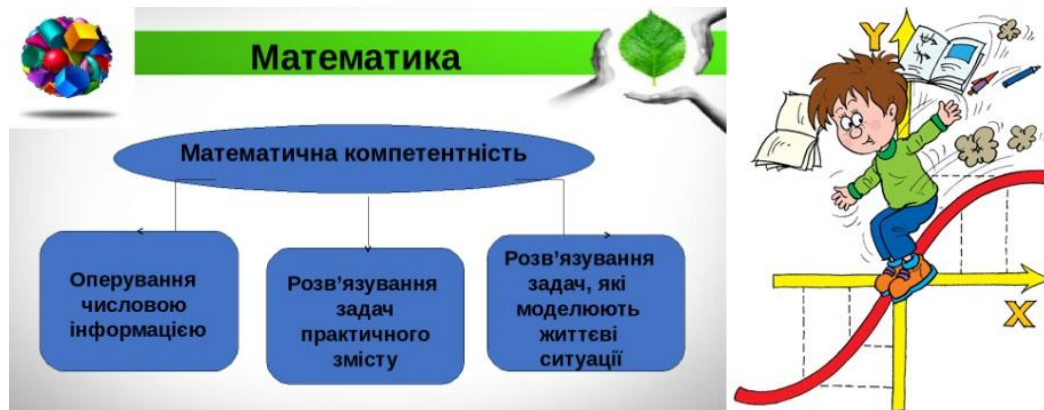 Математика
Математична компетентність
Оперування
числовою
інформацією
Розв’язування
задач
практичного
змісту
Розв’язування
задач, які
моделюють
життєві
ситуації
Y
X